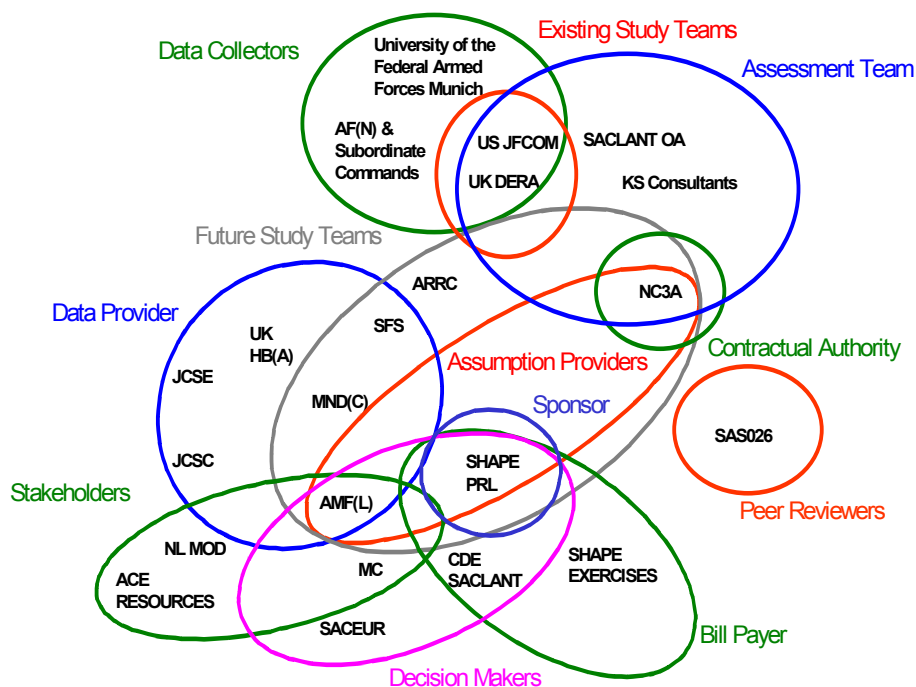 Existing Study Teams
Data Collectors
University of the
Federal Armed
Forces Munich
Assessment Team
AF(N) &
Subordinate
Commands
US JFCOM
SACLANT OA
UK DERA
KS Consultants
Future Study Teams
ARRC
NC3A
Data Provider
UK
HB(A)
SFS
Contractual Authority
JCSE
Assumption Providers
MND(C)
Sponsor
SAS026
JCSC
SHAPE
PRL
Stakeholders
AMF(L)
Peer Reviewers
NL MOD
MC
CDE
SACLANT
SHAPE
EXERCISES
ACE
RESOURCES
SACEUR
Bill Payer
Decision Makers